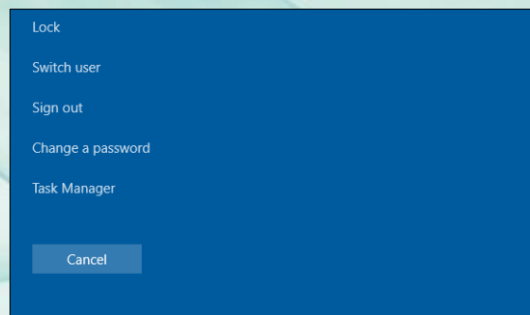 Lock
Switch user
Sign out
Change a password
Task Manager
Cancel